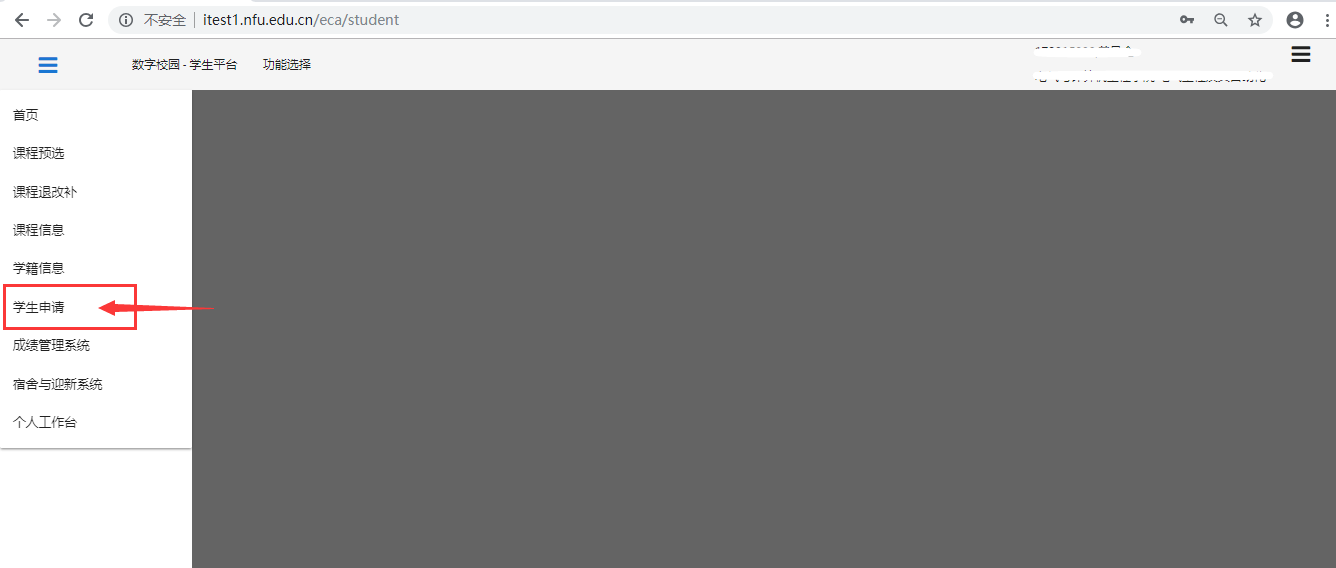 不安全 itest1.nfu.edu.cn/eca/student
数字校园 - 学生平台 功能选择
首页
课程预选
课程退改补
课程信息
学籍信息
学生申请
成绩管理系统
宿舍与迎新系统
个人工作台